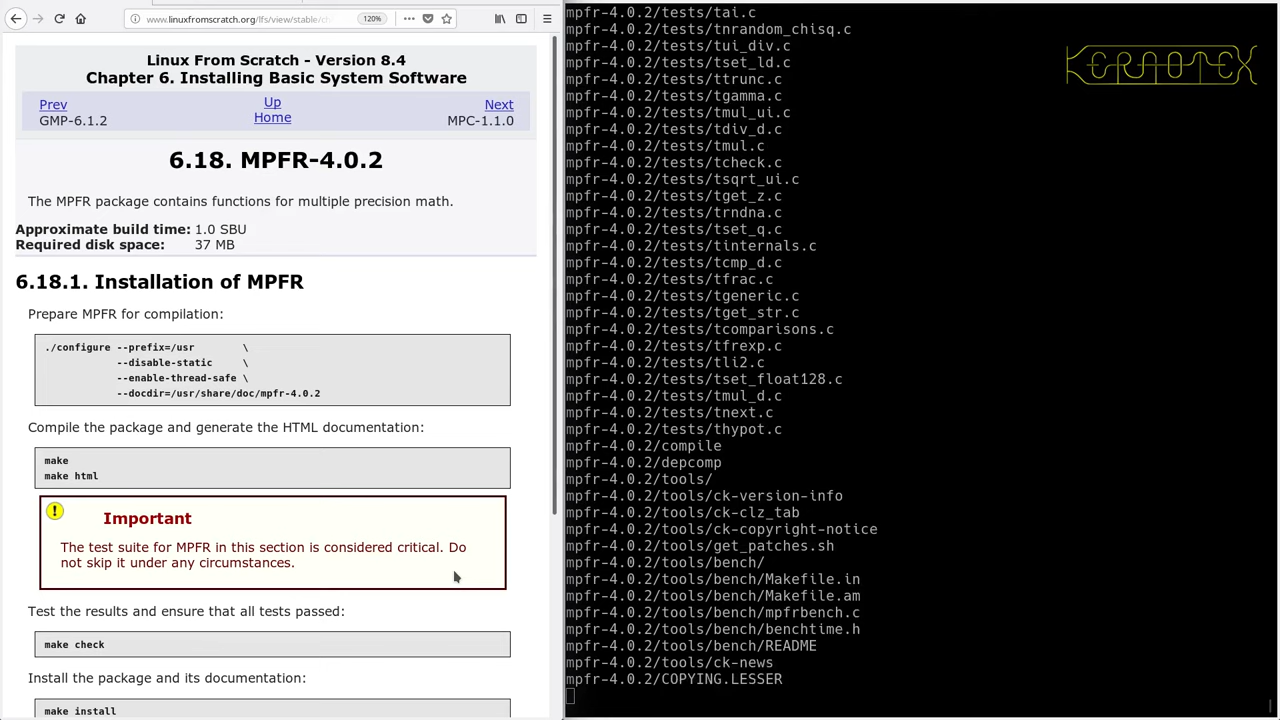 www.linuxfromscratch.org/lfs/view/stable/ch
120%
Linux From Scratch - Version 8.4
Chapter 6. Installing Basic System Software
Prev
Up
Next
GMP-6.1.2
Home
MPC-1.1.0
6.18. MPFR-4.0.2
The MPFR package contains functions for multiple precision math.
Approximate build time: 1.0 SBU
Required disk space: 37 MB
6.18.1. Installation of MPFR
Prepare MPFR for compilation:
./configure --prefix=/usr \
--disable-static \
--enable-thread-safe \
--docdir=/usr/share/doc/mpfr-4.0.2
Compile the package and generate the HTML documentation:
make
make html
Important
The test suite for MPFR in this section is considered critical. Do
not skip it under any circumstances.
Test the results and ensure that all tests passed:
make check
Install the package and its documentation:
make install
mpfr-4.0.2/tests/tai.c
mpfr-4.0.2/tests/tnrandom_chisq.c
mpfr-4.0.2/tests/tui_div.c
mpfr-4.0.2/tests/tset_ld.c
mpfr-4.0.2/tests/ttrunc.c
mpfr-4.0.2/tests/tgamma.c
mpfr-4.0.2/tests/tmul_ui.c
mpfr-4.0.2/tests/tdiv_d.c
mpfr-4.0.2/tests/tmul.c
mpfr-4.0.2/tests/tcheck.c
mpfr-4.0.2/tests/tsqrt_ui.c
mpfr-4.0.2/tests/tget_z.c
mpfr-4.0.2/tests/trndna.c
mpfr-4.0.2/tests/tset_q.c
mpfr-4.0.2/tests/tinternals.c
mpfr-4.0.2/tests/tcmp_d.c
mpfr-4.0.2/tests/tfrac.c
mpfr-4.0.2/tests/tgeneric.c
mpfr-4.0.2/tests/tget_str.c
mpfr-4.0.2/tests/tcomparisons.c
mpfr-4.0.2/tests/tfrexp.c
mpfr-4.0.2/tests/tli2.c
mpfr-4.0.2/tests/tset_float128.c
mpfr-4.0.2/tests/tmul_d.c
mpfr-4.0.2/tests/tnext.c
mpfr-4.0.2/tests/thypot.c
mpfr-4.0.2/compile
mpfr-4.0.2/depcomp
mpfr-4.0.2/tools/
mpfr-4.0.2/tools/ck-version-info
mpfr-4.0.2/tools/ck-clz_tab
mpfr-4.0.2/tools/ck-copyright-notice
mpfr-4.0.2/tools/get_patches.sh
mpfr-4.0.2/tools/bench/
mpfr-4.0.2/tools/bench/Makefile.in
mpfr-4.0.2/tools/bench/Makefile.am
mpfr-4.0.2/tools/bench/mpfrbench.c
mpfr-4.0.2/tools/bench/benchtime.h
mpfr-4.0.2/tools/bench/README
mpfr-4.0.2/tools/ck-news
mpfr-4.0.2/COPYING.LESSER